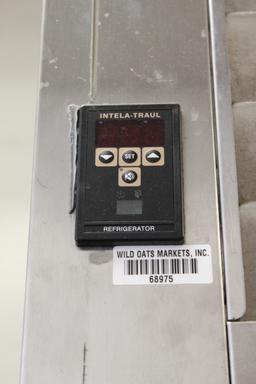 INTELA-TRAUL
SET
REFRIGERATOR
WILD OATS MARKETS, INC.
68975